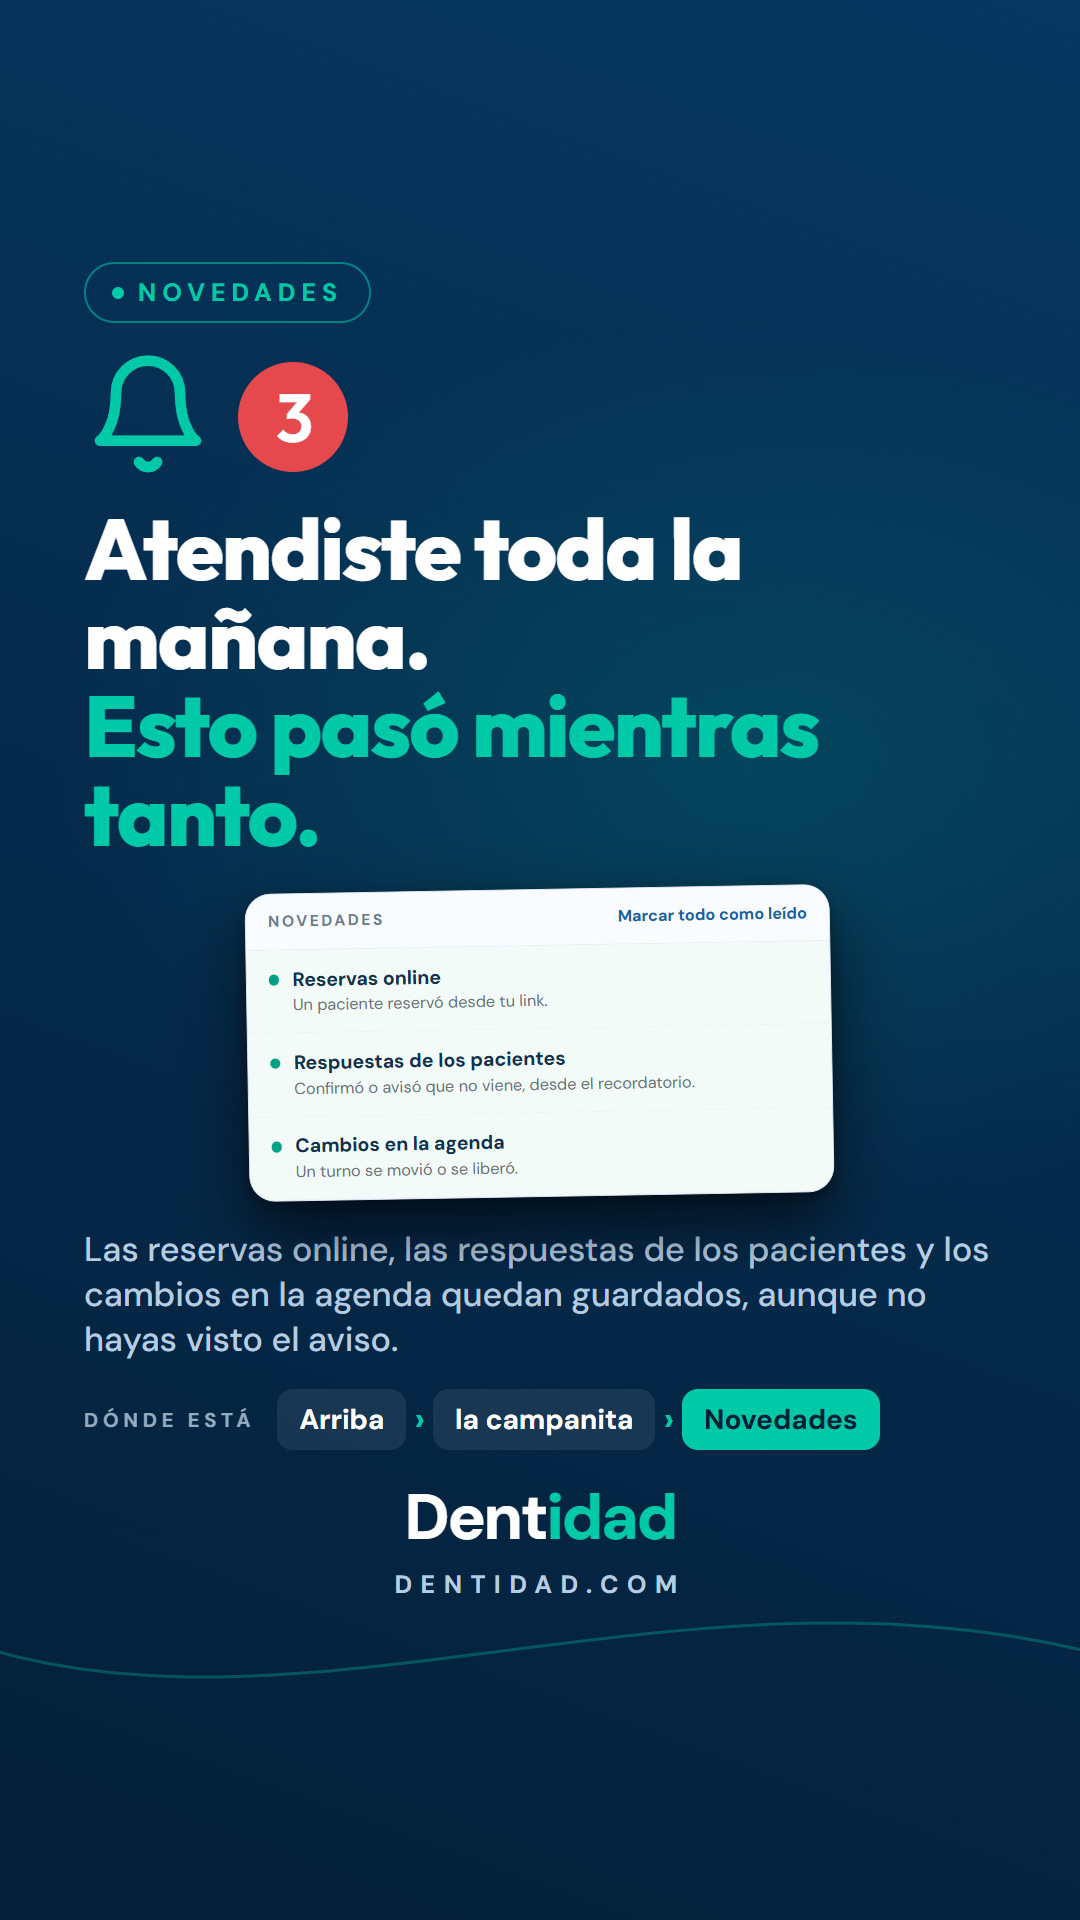 NOVEDADES
3
Atendiste toda la
mañana.
Esto pasó mientras
tanto.
NOVEDADES
Marcar todo como leído
Reservas online
Un paciente reservó desde tu link.
Respuestas de los pacientes
Confirmó o avisó que no viene, desde el recordatorio.
Cambios en la agenda
Un turno se movió o se liberó.
Las reservas online, las respuestas de los pacientes y los
cambios en la agenda quedan guardados, aunque no
hayas visto el aviso.
DÓNDE ESTÁ Arriba › la campanita › Novedades
Dentidad
DENTIDAD.COM